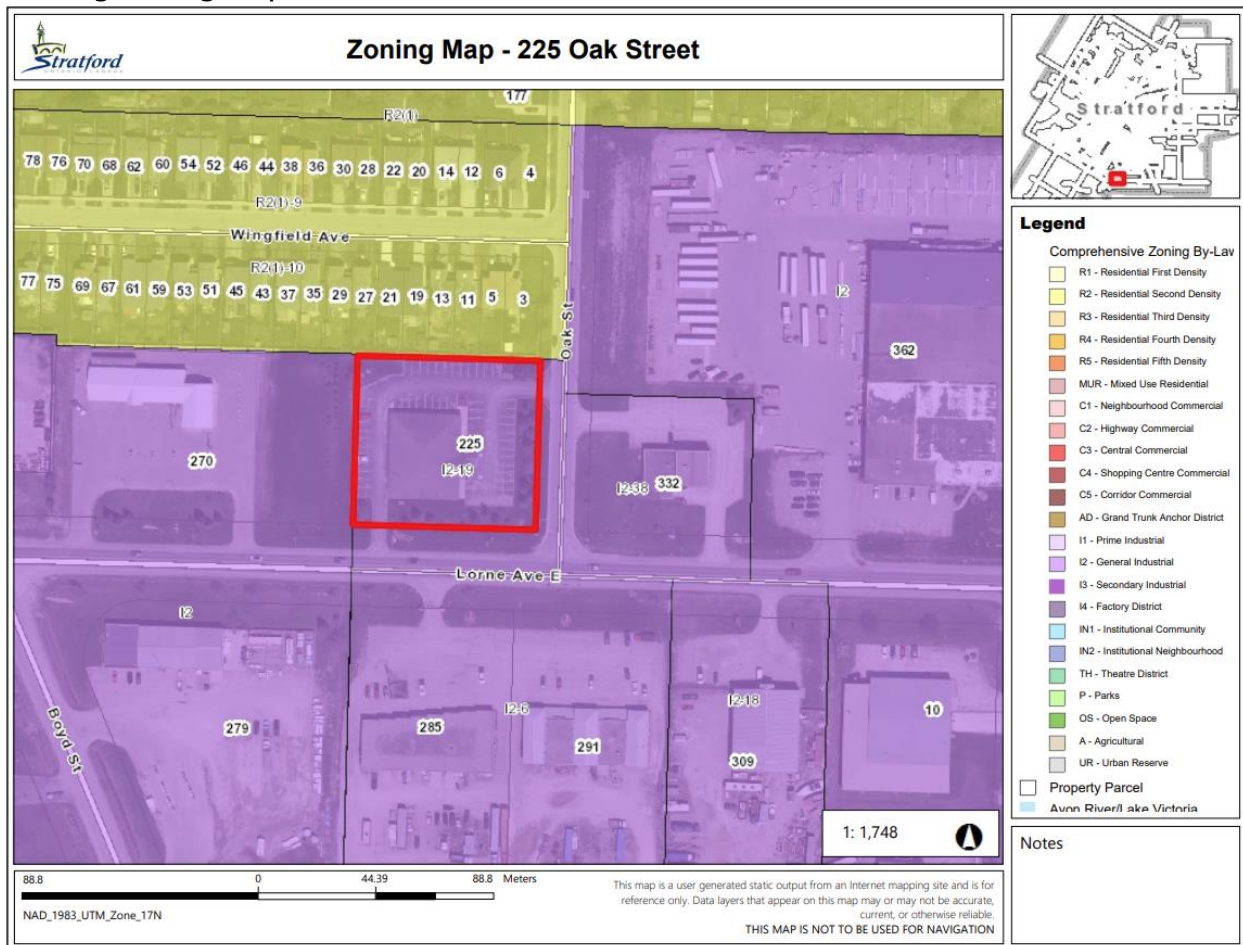 Stratford
ONTARIO CANADA
Zoning Map - 225 Oak Street
Stratford
177
R2(1)
78 76 70 68 62 60 54 52 46 44 38 36 30 28 22 20 14 12 6 4
R2(1)-9
Wingfield Ave
R2(1)-10
77 75 69 67 61 59 53 51 45 43 37 35 29 27 21 19 13 11 5 3
Oak St
I2
362
270
225
I2-19
I2-38 332
Lorne Ave E
I2
Boyd St
279
285
I2-6
291
I2-18
309
10
1: 1,748
Legend
Comprehensive Zoning By-Law
R1 - Residential First Density
R2 - Residential Second Density
R3 - Residential Third Density
R4 - Residential Fourth Density
R5 - Residential Fifth Density
MUR - Mixed Use Residential
C1 - Neighbourhood Commercial
C2 - Highway Commercial
C3 - Central Commercial
C4 - Shopping Centre Commercial
C5 - Corridor Commercial
AD - Grand Trunk Anchor District
I1 - Prime Industrial
I2 - General Industrial
I3 - Secondary Industrial
I4 - Factory District
IN1 - Institutional Community
IN2 - Institutional Neighbourhood
TH - Theatre District
P - Parks
OS - Open Space
A - Agricultural
UR - Urban Reserve
Property Parcel
Avon River/Lake Victoria
Notes
88.8 0 44.39 88.8 Meters
NAD_1983_UTM_Zone_17N
This map is a user generated static output from an Internet mapping site and is for
reference only. Data layers that appear on this map may or may not be accurate,
current, or otherwise reliable.
THIS MAP IS NOT TO BE USED FOR NAVIGATION